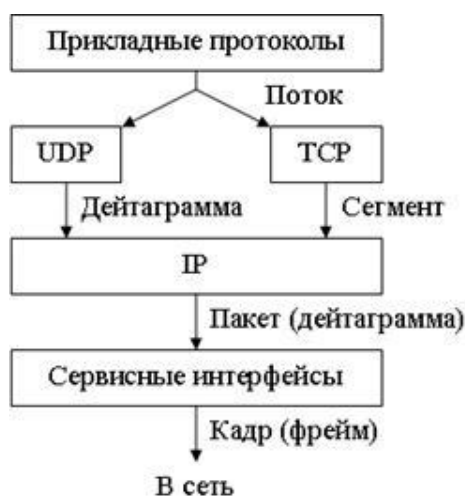 Прикладные протоколы
Поток
UDP
TCP
Дейтаграмма
Сегмент
IP
Пакет (дейтаграмма)
Сервисные интерфейсы
Кадр (фрейм)
В сеть